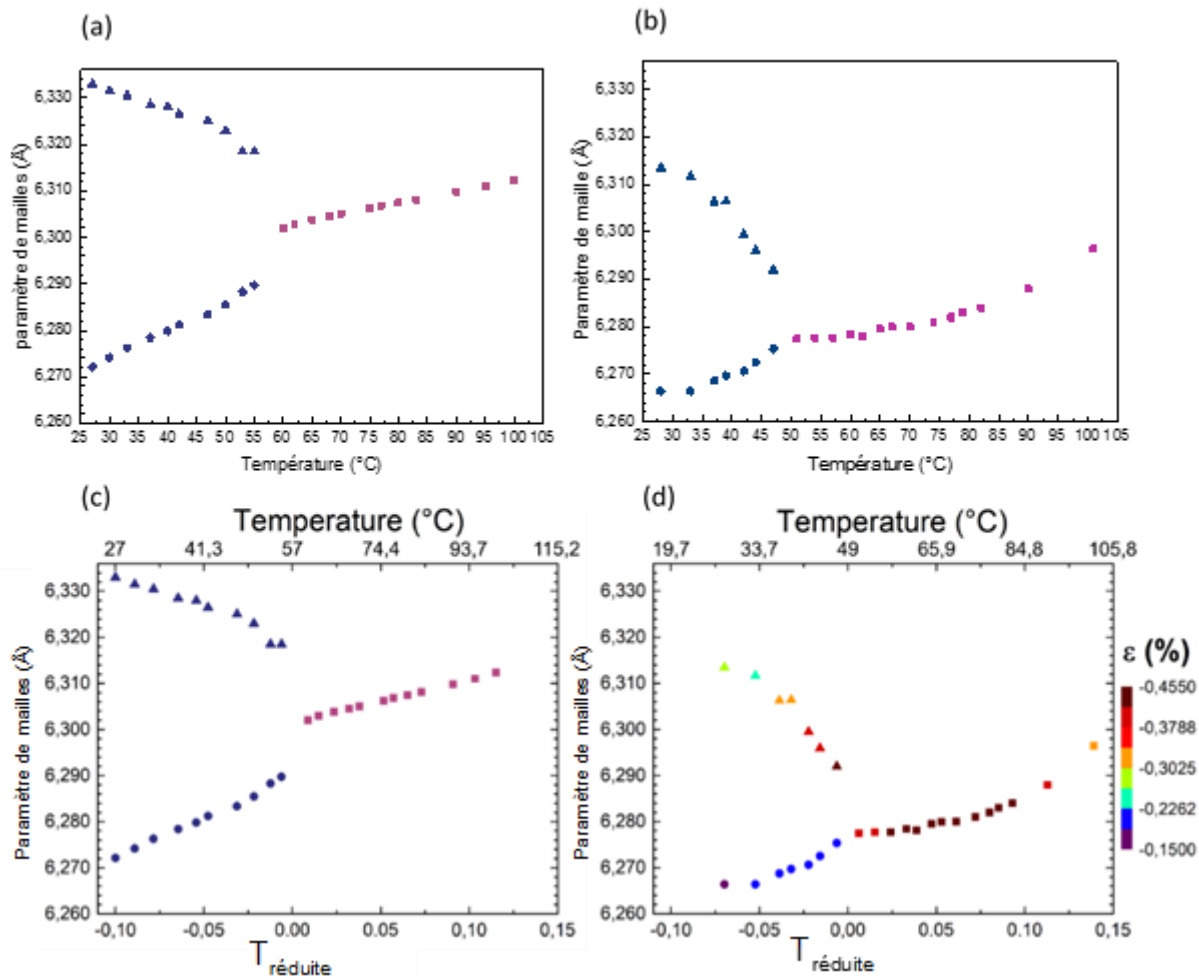 (a)
6,330
6,320
6,310
6,300
6,290
6,280
6,270
6,260
paramètre de mailles (Å)
25 30 35 40 45 50 55 60 65 70 75 80 85 90 95 100 105
Température (°C)
(b)
6,330
6,320
6,310
6,300
6,290
6,280
6,270
6,260
Paramètre de maille (Å)
25 30 35 40 45 50 55 60 65 70 75 80 85 90 95 100 105
Température (°C)
(c)
Temperature (°C)
27 41,3 57 74,4 93,7 115,2
6,330
6,320
6,310
6,300
6,290
6,280
6,270
6,260
Paramètre de mailles (Å)
-0,10 -0,05 0,00 0,05 0,10 0,15
T réduite
(d)
Temperature (°C)
19,7 33,7 49 65,9 84,8 105,8
6,330
6,320
6,310
6,300
6,290
6,280
6,270
6,260
Paramètre de mailles (Å)
-0,10 -0,05 0,00 0,05 0,10 0,15
T réduite
ε (%)
-0.4550
-0.3788
-0.3025
-0.2262
-0.1500